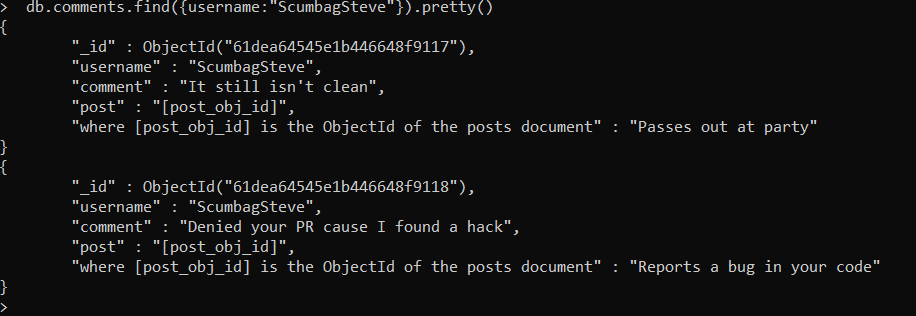 > db.comments.find({username:"ScumbagSteve"}).pretty()
{
"_id" : ObjectId("61dea64545e1b446648f9117"),
"username" : "ScumbagSteve",
"comment" : "It still isn't clean",
"post" : "[post_obj_id]",
"where [post_obj_id] is the ObjectId of the posts document" : "Passes out at party"
}
{
"_id" : ObjectId("61dea64545e1b446648f9118"),
"username" : "ScumbagSteve",
"comment" : "Denied your PR cause I found a hack",
"post" : "[post_obj_id]",
"where [post_obj_id] is the ObjectId of the posts document" : "Reports a bug in your code"
}
>